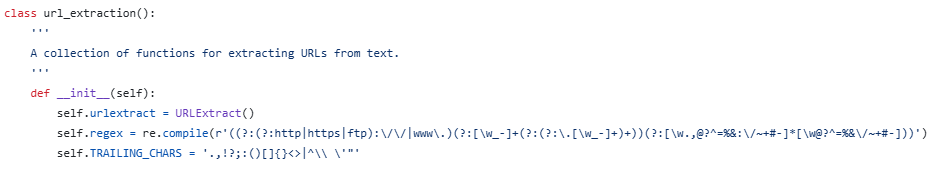 class url_extraction():
    '''
    A collection of functions for extracting URLs from text.
    '''
    def __init__(self):
        self.urlextract = URLExtract()
        self.regex = re.compile(r'((?:(?:http|https|ftp):\/\/|www\.)(?:[\w_-]+(?:(?:\.[\w_-]+)+))(?:[\w.,@?^=%&:\/~+#-]*[\w@?^=%&\/~+#-]))')
        self.TRAILING_CHARS = '.,!?;:()[]{}<>|^\\ \'"'